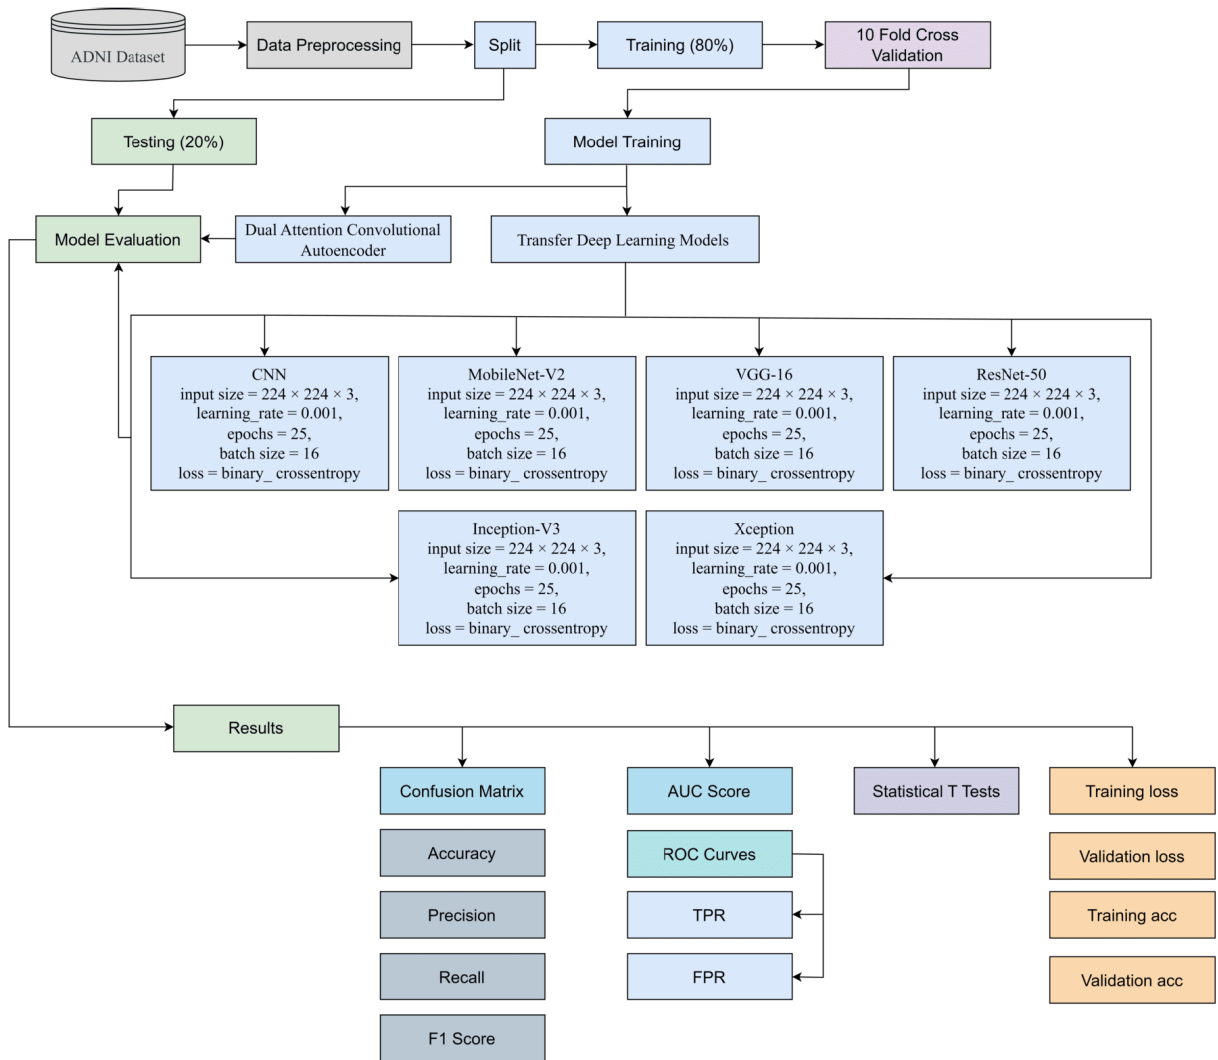 ADNI Dataset
Data Preprocessing
Split
Training (80%)
10 Fold Cross
Validation
Testing (20%)
Model Training
Model Evaluation
Dual Attention Convolutional
Autoencoder
Transfer Deep Learning Models
CNN
input size = 224 × 224 × 3,
learning_rate = 0.001,
epochs = 25,
batch size = 16
loss = binary_ crossentropy
MobileNet-V2
input size = 224 × 224 × 3,
learning_rate = 0.001,
epochs = 25,
batch size = 16
loss = binary_ crossentropy
VGG-16
input size = 224 × 224 × 3,
learning_rate = 0.001,
epochs = 25,
batch size = 16
loss = binary_ crossentropy
ResNet-50
input size = 224 × 224 × 3,
learning_rate = 0.001,
epochs = 25,
batch size = 16
loss = binary_ crossentropy
Inception-V3
input size = 224 × 224 × 3,
learning_rate = 0.001,
epochs = 25,
batch size = 16
loss = binary_ crossentropy
Xception
input size = 224 × 224 × 3,
learning_rate = 0.001,
epochs = 25,
batch size = 16
loss = binary_ crossentropy
Results
Confusion Matrix
Accuracy
Precision
Recall
F1 Score
AUC Score
ROC Curves
TPR
FPR
Statistical T Tests
Training loss
Validation loss
Training acc
Validation acc